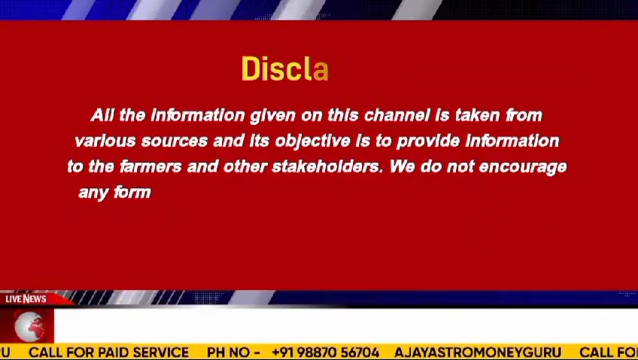 Discla
All the information given on this channel is taken from
various sources and its objective is to provide information
to the farmers and other stakeholders. We do not encourage
any form
LIVE NEWS
RU CALL FOR PAID SERVICE PH NO - +91 98870 56704 AJAYASTROMONEYGURU CALL FO